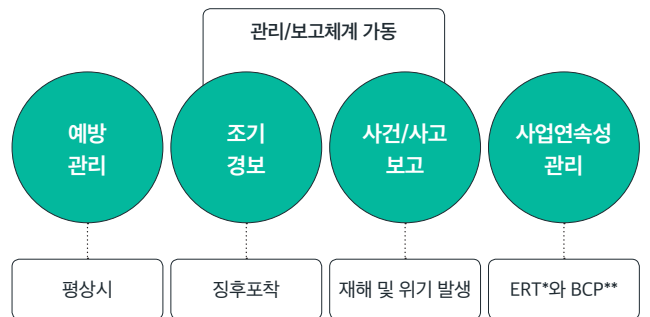 관리/보고체계 가동
예방
관리
조기
경보
사건/사고
보고
사업연속성
관리
평상시
징후포착
재해 및 위기 발생
ERT*와 BCP**